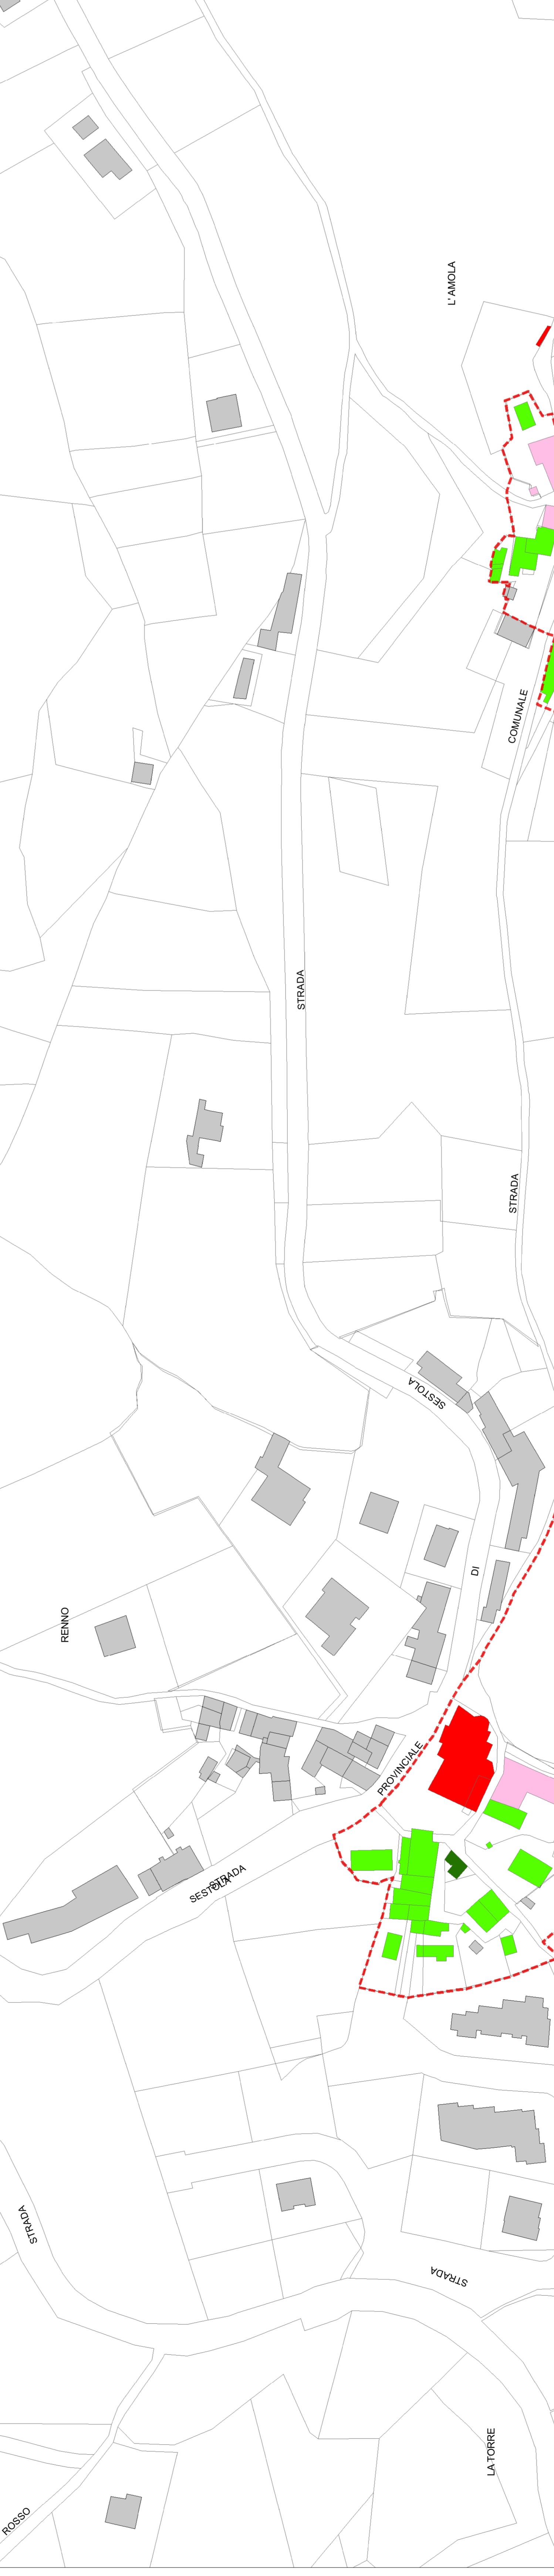 L' AMOLA
COMUNALE
STRADA
STRADA
SESTOLA
DI
RENNO
PROVINCIALE
STRADA
SESTOLA
STRADA
STRADA
LA TORRE
ROSSO